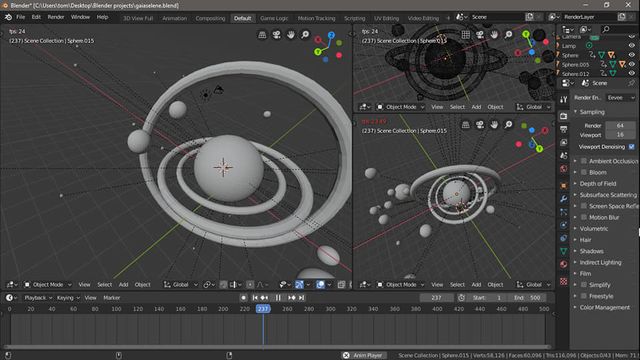 Blender* [C:\Users\tom\Desktop\Blender projects\gaiaselene.blend]
File Edit Render Window Help 3D View Full Animation Compositing Default Game Logic Motion Tracking Scripting UV Editing Video Editing Scene RenderLayer
fps: 24
(237) Scene Collection | Sphere.015
fps: 24
(237) Scene Collection | Sphere.015
Camera
Lamp
Sphere
Sphere.005
Sphere.012
Object Mode View Select Add Object Global
Scene
Render En... Eevee
Sampling
Render 64
Viewport 16
Viewport Denoising
Ambient Occlusion
Bloom
Depth of Field
Subsurface Scattering
Screen Space Refle
Motion Blur
Volumetric
Hair
Shadows
Indirect Lighting
Film
Simplify
Freestyle
Color Management
(237) Scene Collection | Sphere.015
Object Mode View Select Add Object Global
Object Mode View Select Add Object Global
Playback Keying View Marker 237 Start: 1 End: 500
0 20 40 60 80 100 120 140 160 180 200 220 237 260 280 300 320 340 360 380 400 420 440 460 480 500
Anim Player
Scene Collection | Sphere.015 | Verts:58,126 | Faces:60,096 | Tris:116,096 | Objects:0/43